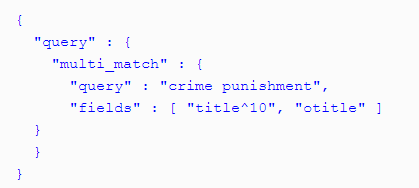 {
  "query" : {
    "multi_match" : {
      "query" : "crime punishment",
      "fields" : [ "title^10", "otitle" ]
  }
  }
}